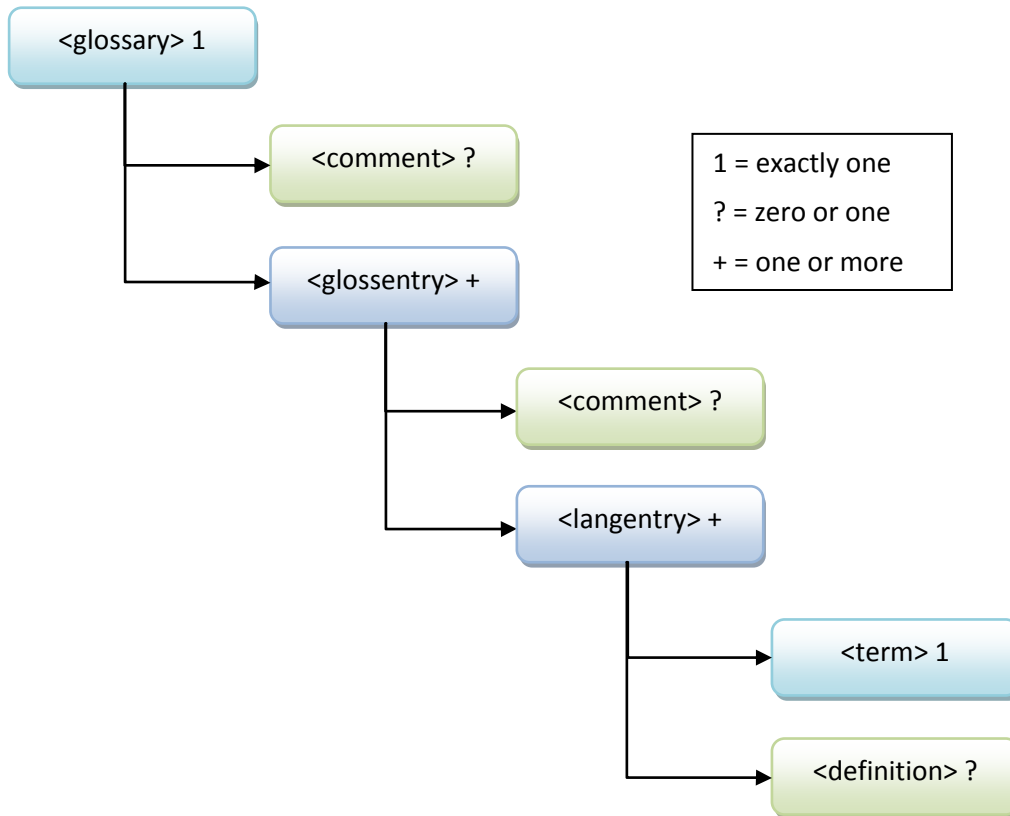 <glossary> 1
<comment> ?
1 = exactly one
? = zero or one
+ = one or more
<glossentry> +
<comment> ?
<langentry> +
<term> 1
<definition> ?